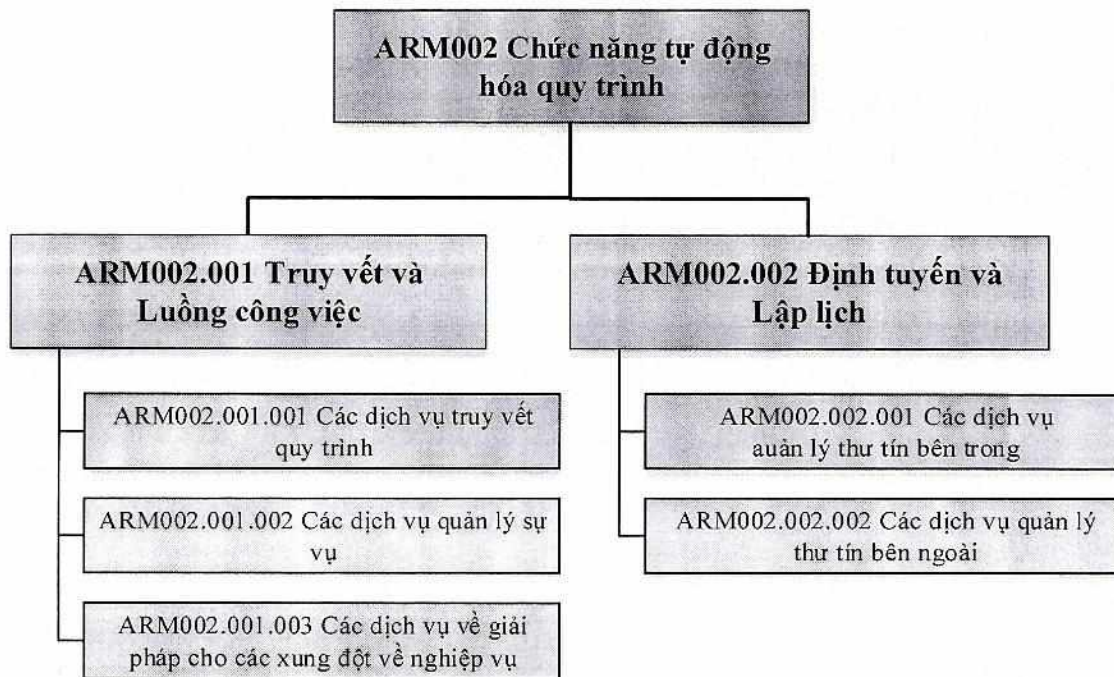 ARM002 Chức năng tự động
hóa quy trình
ARM002.001 Truy vết và
Luồng công việc
ARM002.001.001 Các dịch vụ truy vết
quy trình
ARM002.001.002 Các dịch vụ quản lý sự
vụ
ARM002.001.003 Các dịch vụ về giải
pháp cho các xung đột về nghiệp vụ
ARM002.002 Định tuyến và
Lập lịch
ARM002.002.001 Các dịch vụ
auản lý thư tín bên trong
ARM002.002.002 Các dịch vụ quản lý
thư tín bên ngoài